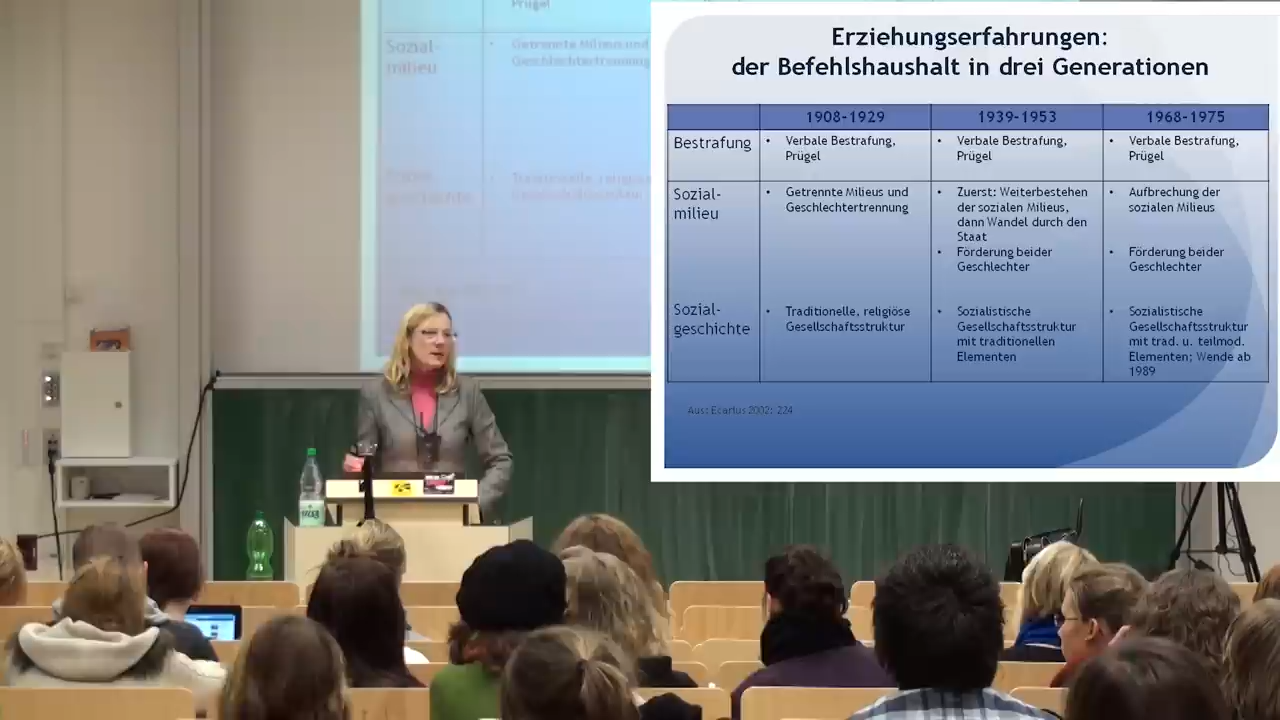 Prügel
Sozial-
milieu
• Getrennte Milieus und
Geschlechtertrennung
Erziehungserfahrungen:
der Befehlshaushalt in drei Generationen
1908-1929 1939-1953 1968-1975
Bestrafung
• Verbale Bestrafung,
Prügel
• Verbale Bestrafung,
Prügel
• Verbale Bestrafung,
Prügel
Sozial-
milieu
• Getrennte Milieus und
Geschlechtertrennung
• Zuerst: Weiterbestehen
der sozialen Milieus,
dann Wandel durch den
Staat
• Förderung beider
Geschlechter
• Aufbrechung der
sozialen Milieus
• Förderung beider
Geschlechter
Sozial-
geschichte
• Traditionelle, religiöse
Gesellschaftsstruktur
• Sozialistische
Gesellschaftsstruktur
mit traditionellen
Elementen
• Sozialistische
Gesellschaftsstruktur
mit trad. u. teilmod.
Elementen; Wende ab
1989
Aus: Ecarius 2002: 224